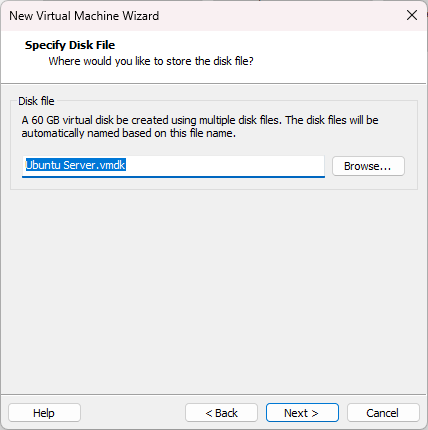 New Virtual Machine Wizard
Specify Disk File
Where would you like to store the disk file?
Disk file
A 60 GB virtual disk be created using multiple disk files. The disk files will be
automatically named based on this file name.
Ubuntu Server.vmdk
Browse...
Help
< Back
Next >
Cancel